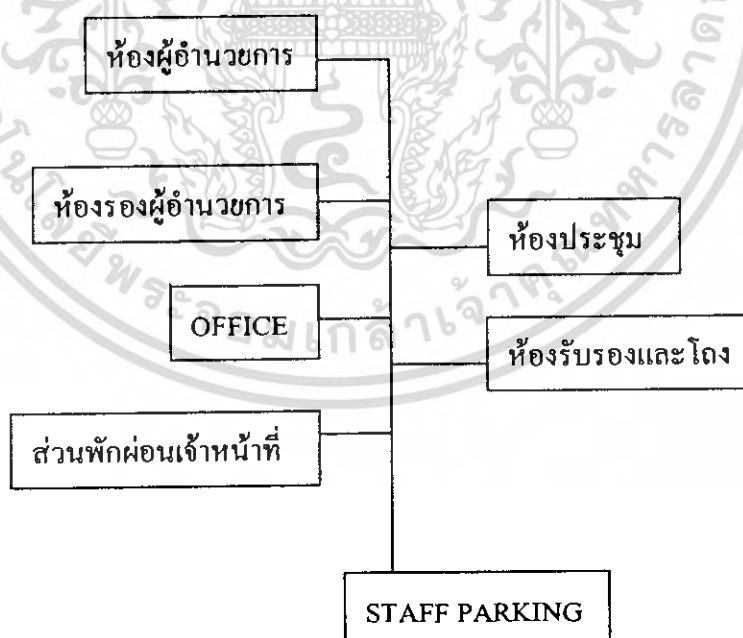 ห้องผู้อำนวยการ
ห้องรองผู้อำนวยการ
ห้องประชุม
OFFICE
ห้องรับรองและโถง
ส่วนพักผ่อนเจ้าหน้าที่
STAFF PARKING